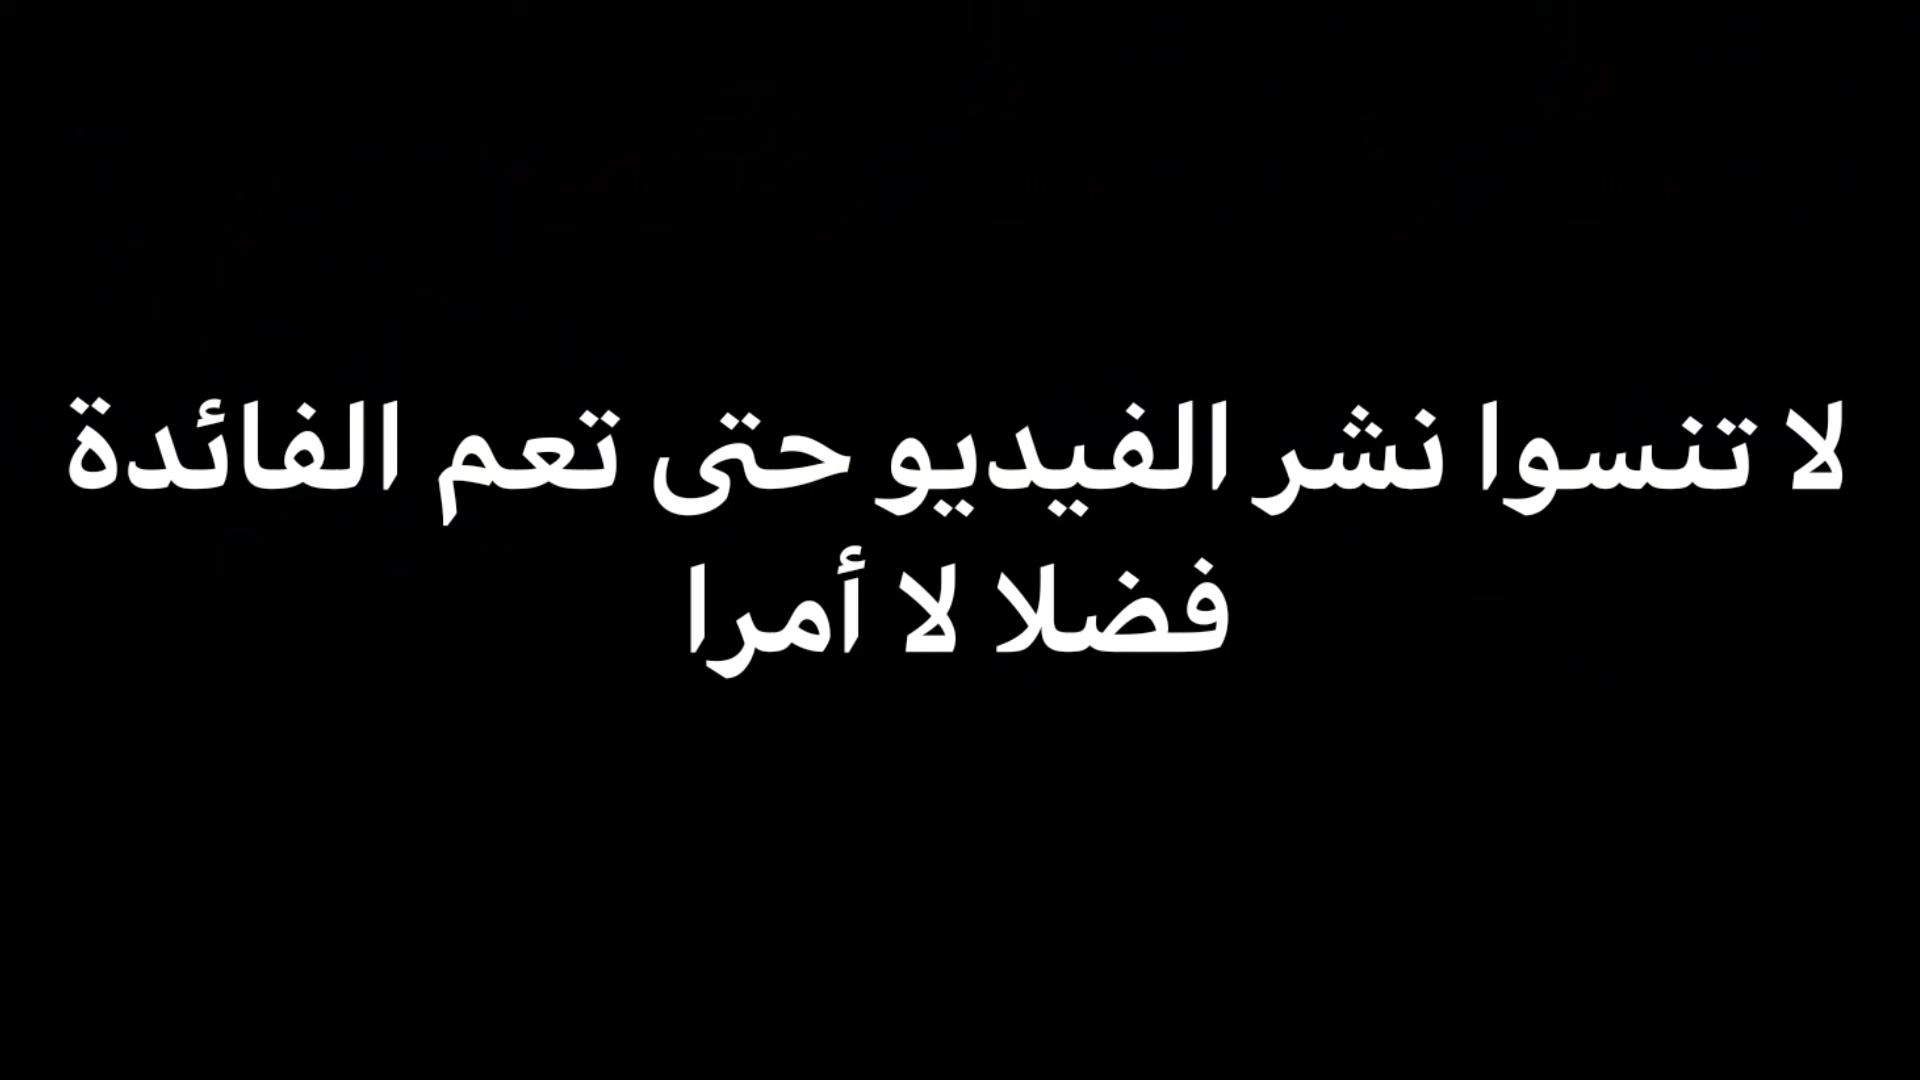 لا تنسوا نشر الفيديو حتى تعم الفائدة
فضلا لا أمرا